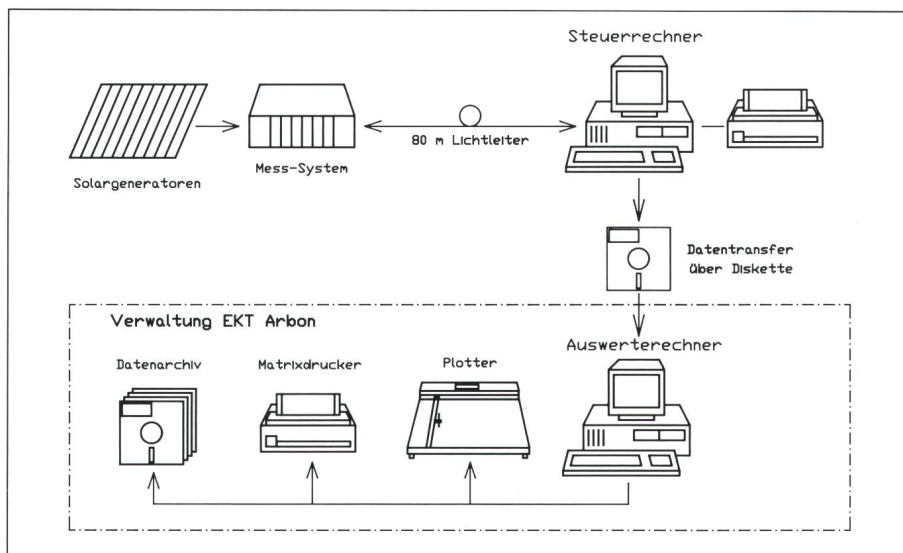 Steuerrechner
80 m Lichtleiter
Mess-System
Solargeneratoren
Datentransfer
über Diskette
Verwaltung EKT Arbon
Auswerterechner
Datenarchiv
Matrixdrucker
Plotter